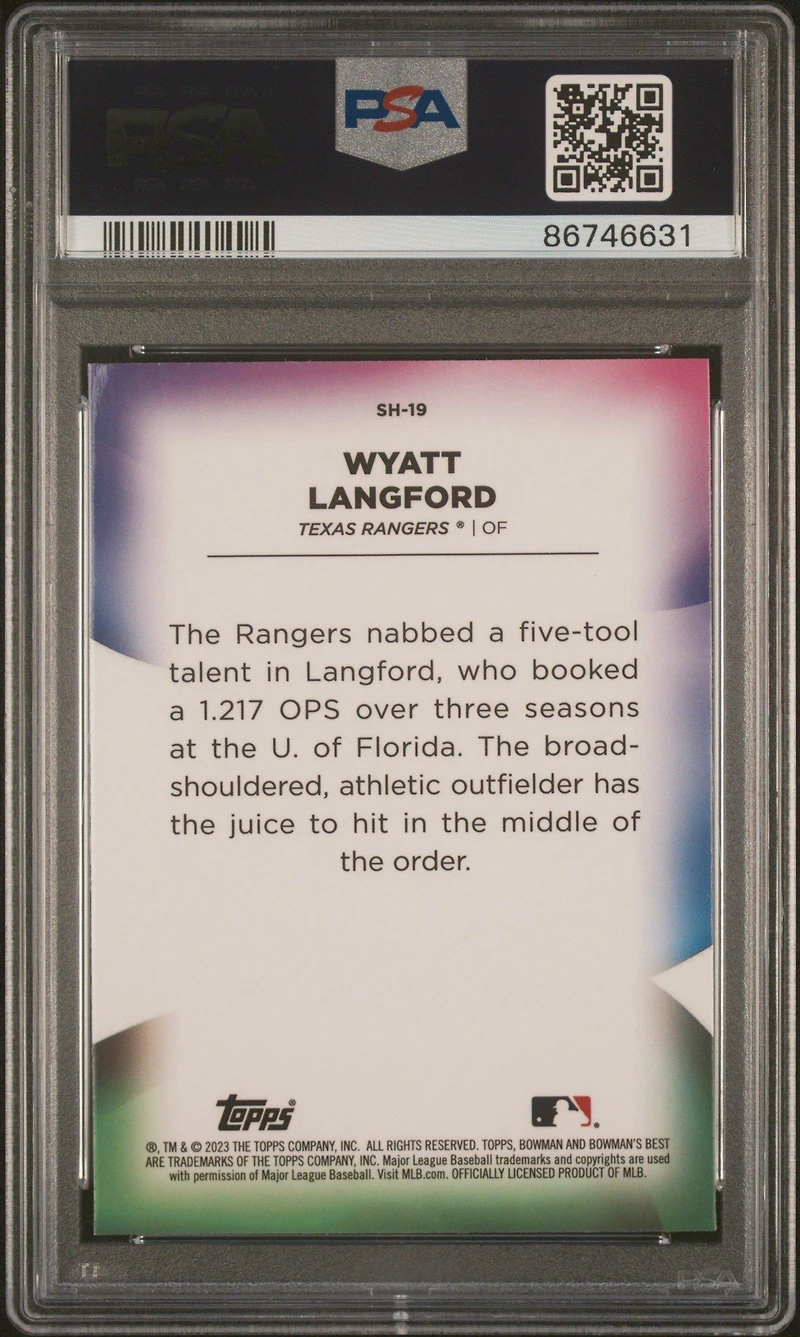 PSA
86746631
SH-19
WYATT
LANGFORD
TEXAS RANGERS ® | OF
The Rangers nabbed a five-tool
talent in Langford, who booked
a 1.217 OPS over three seasons
at the U. of Florida. The broad-
shouldered, athletic outfielder has
the juice to hit in the middle of
the order.
topps®
®, TM & © 2023 THE TOPPS COMPANY, INC. ALL RIGHTS RESERVED. TOPPS, BOWMAN AND BOWMAN'S BEST
ARE TRADEMARKS OF THE TOPPS COMPANY, INC. Major League Baseball trademarks and copyrights are used
with permission of Major League Baseball. Visit MLB.com. OFFICIALLY LICENSED PRODUCT OF MLB.
PSA